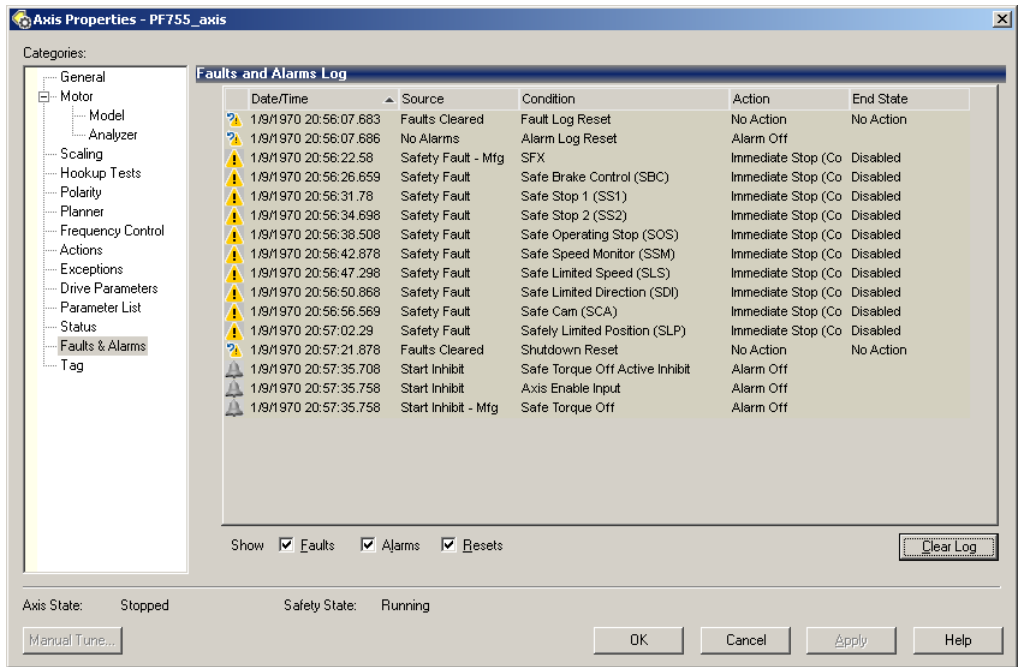 Axis Properties - PF755_axis
Categories:
General
Motor
Model
Analyzer
Scaling
Hookup Tests
Polarity
Planner
Frequency Control
Actions
Exceptions
Drive Parameters
Parameter List
Status
Faults & Alarms
Tag
Faults and Alarms Log
Date/Time Source Condition Action End State
1/9/1970 20:56:07.683 Faults Cleared Fault Log Reset No Action No Action
1/9/1970 20:56:07.686 No Alarms Alarm Log Reset Alarm Off
1/9/1970 20:56:22.58 Safety Fault - Mfg SFX Immediate Stop (Co Disabled
1/9/1970 20:56:26.659 Safety Fault Safe Brake Control (SBC) Immediate Stop (Co Disabled
1/9/1970 20:56:31.78 Safety Fault Safe Stop 1 (SS1) Immediate Stop (Co Disabled
1/9/1970 20:56:34.698 Safety Fault Safe Stop 2 (SS2) Immediate Stop (Co Disabled
1/9/1970 20:56:38.508 Safety Fault Safe Operating Stop (SOS) Immediate Stop (Co Disabled
1/9/1970 20:56:42.878 Safety Fault Safe Speed Monitor (SSM) Immediate Stop (Co Disabled
1/9/1970 20:56:47.298 Safety Fault Safe Limited Speed (SLS) Immediate Stop (Co Disabled
1/9/1970 20:56:50.868 Safety Fault Safe Limited Direction (SDI) Immediate Stop (Co Disabled
1/9/1970 20:56:56.569 Safety Fault Safe Cam (SCA) Immediate Stop (Co Disabled
1/9/1970 20:57:02.29 Safety Fault Safely Limited Position (SLP) Immediate Stop (Co Disabled
1/9/1970 20:57:21.878 Faults Cleared Shutdown Reset No Action No Action
1/9/1970 20:57:35.708 Start Inhibit Safe Torque Off Active Inhibit Alarm Off
1/9/1970 20:57:35.758 Start Inhibit Axis Enable Input Alarm Off
1/9/1970 20:57:35.758 Start Inhibit - Mfg Safe Torque Off Alarm Off
Show Faults Alarms Resets
Clear Log
Axis State: Stopped Safety State: Running
Manual Tune... OK Cancel Apply Help